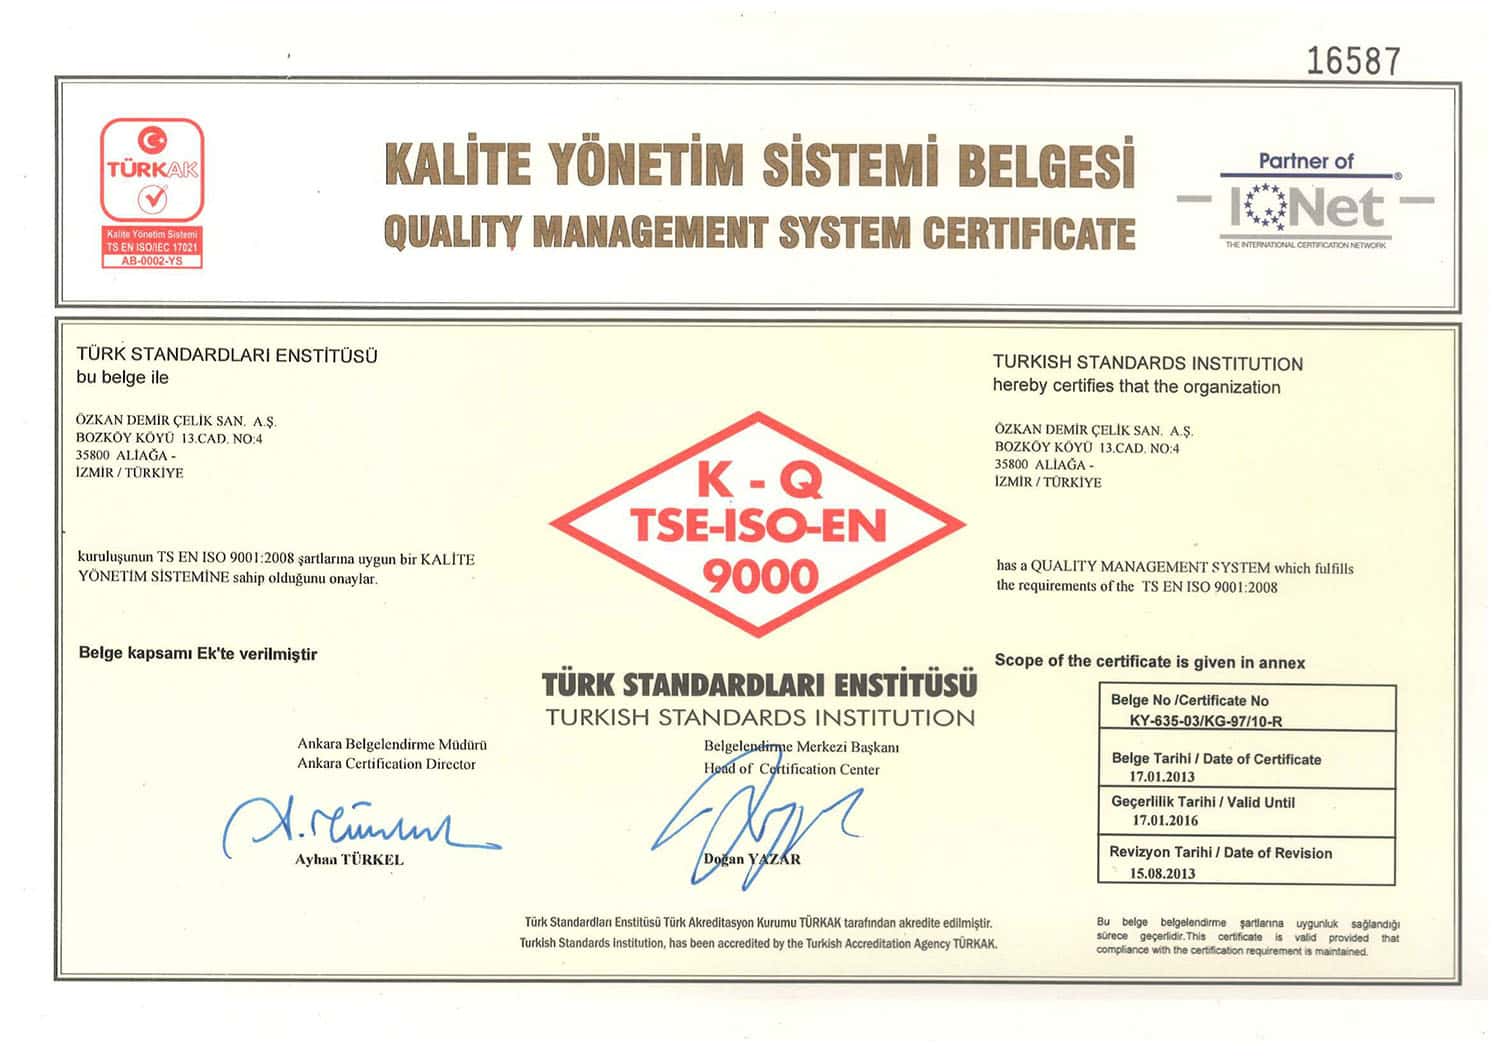 16587
TÜRKAK
Kalite Yönetim Sistemi
TS EN ISO/IEC 17021
AB-0002-YS
KALİTE YÖNETİM SİSTEMİ BELGESİ
QUALITY MANAGEMENT SYSTEM CERTIFICATE
Partner of
IQNet®
THE INTERNATIONAL CERTIFICATION NETWORK
TÜRK STANDARDLARI ENSTİTÜSÜ
bu belge ile
ÖZKAN DEMİR ÇELİK SAN. A.Ş.
BOZKÖY KÖYÜ 13.CAD. NO:4
35800 ALİAĞA -
İZMİR / TÜRKİYE
kuruluşunun TS EN ISO 9001:2008 şartlarına uygun bir KALİTE
YÖNETİM SİSTEMİNE sahip olduğunu onaylar.
Belge kapsamı Ek'te verilmiştir
K - Q
TSE-ISO-EN
9000
TÜRK STANDARDLARI ENSTİTÜSÜ
TURKISH STANDARDS INSTITUTION
TURKISH STANDARDS INSTITUTION
hereby certifies that the organization
ÖZKAN DEMİR ÇELİK SAN. A.Ş.
BOZKÖY KÖYÜ 13.CAD. NO:4
35800 ALİAĞA -
İZMİR / TÜRKİYE
has a QUALITY MANAGEMENT SYSTEM which fulfills
the requirements of the TS EN ISO 9001:2008
Scope of the certificate is given in annex
Ankara Belgelendirme Müdürü
Ankara Certification Director
Ayhan TÜRKEL
Belgelendirme Merkezi Başkanı
Head of Certification Center
Doğan YAZAR
Belge No /Certificate No
KY-635-03/KG-97/10-R
Belge Tarihi / Date of Certificate
17.01.2013
Geçerlilik Tarihi / Valid Until
17.01.2016
Revizyon Tarihi / Date of Revision
15.08.2013
Türk Standardları Enstitüsü Türk Akreditasyon Kurumu TÜRKAK tarafından akredite edilmiştir.
Turkish Standards Institution, has been accredited by the Turkish Accreditation Agency TÜRKAK.
Bu belge belgelendirme şartlarına uygunluk sağlandığı
sürece geçerlidir.This certificate is valid provided that
compliance with the certification requirement is maintained.